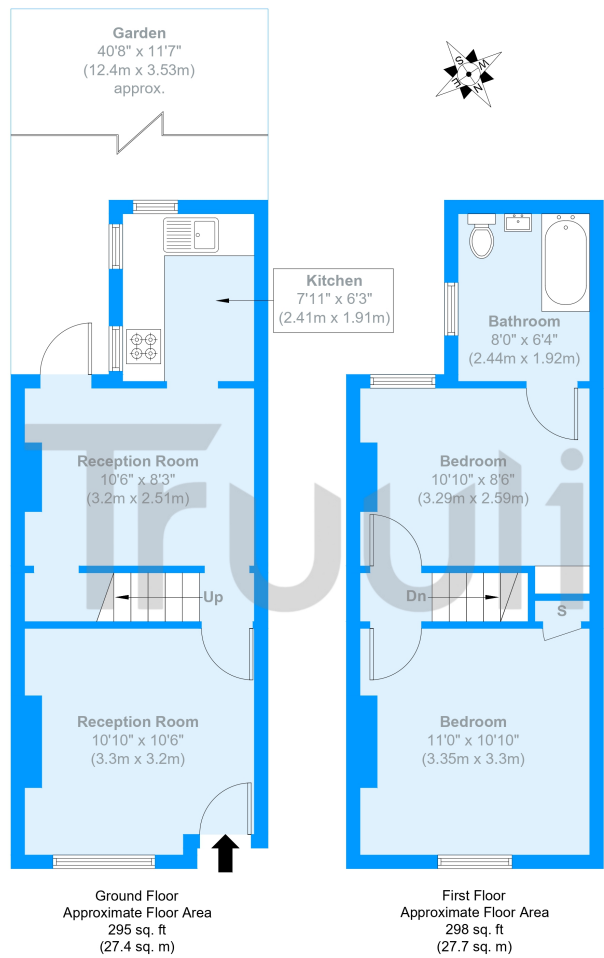 Garden
40'8" x 11'7"
(12.4m x 3.53m)
approx.
S
W
E
N
Kitchen
7'11" x 6'3"
(2.41m x 1.91m)
Reception Room
10'6" x 8'3"
(3.2m x 2.51m)
Up
Reception Room
10'10" x 10'6"
(3.3m x 3.2m)
Ground Floor
Approximate Floor Area
295 sq. ft
(27.4 sq. m)
Bathroom
8'0" x 6'4"
(2.44m x 1.92m)
Bedroom
10'10" x 8'6"
(3.29m x 2.59m)
Dn
S
Bedroom
11'0" x 10'10"
(3.35m x 3.3m)
First Floor
Approximate Floor Area
298 sq. ft
(27.7 sq. m)
Truuli